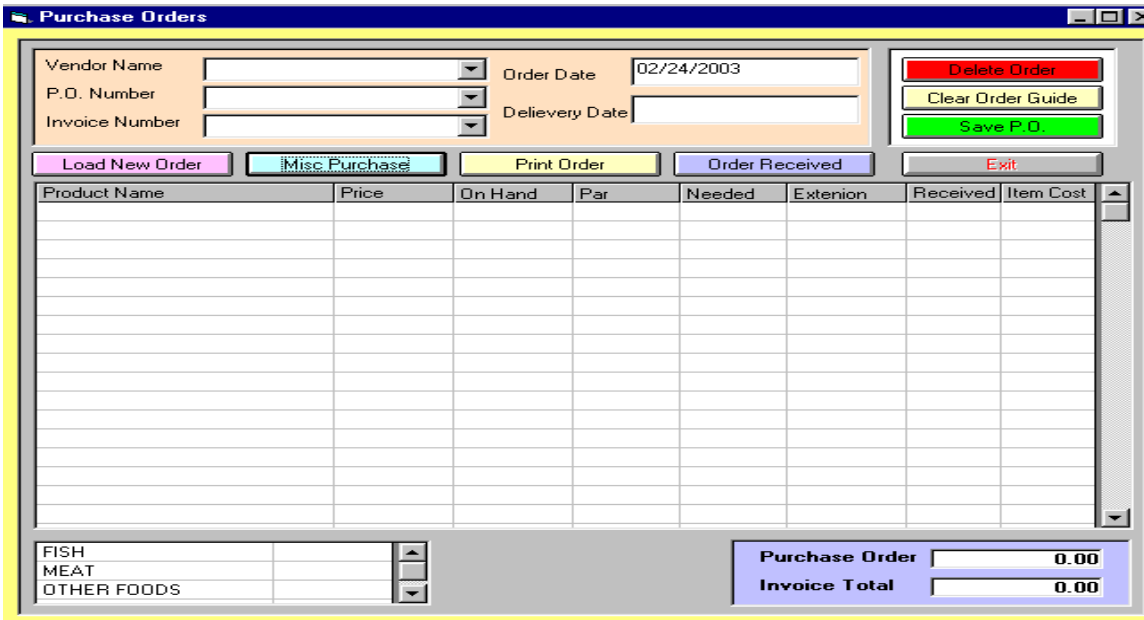 Purchase Orders
Vendor Name
P.O. Number
Invoice Number
Order Date 02/24/2003
Delievery Date
Delete Order
Clear Order Guide
Save P.O.
Load New Order Misc Purchase Print Order Order Received Exit
Product Name Price On Hand Par Needed Extenion Received Item Cost
FISH
MEAT
OTHER FOODS
Purchase Order 0.00
Invoice Total 0.00